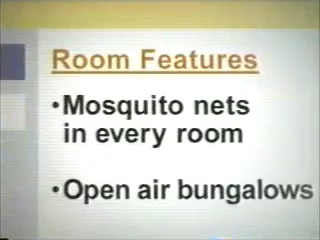 Room Features
•Mosquito nets
in every room
•Open air bungalows